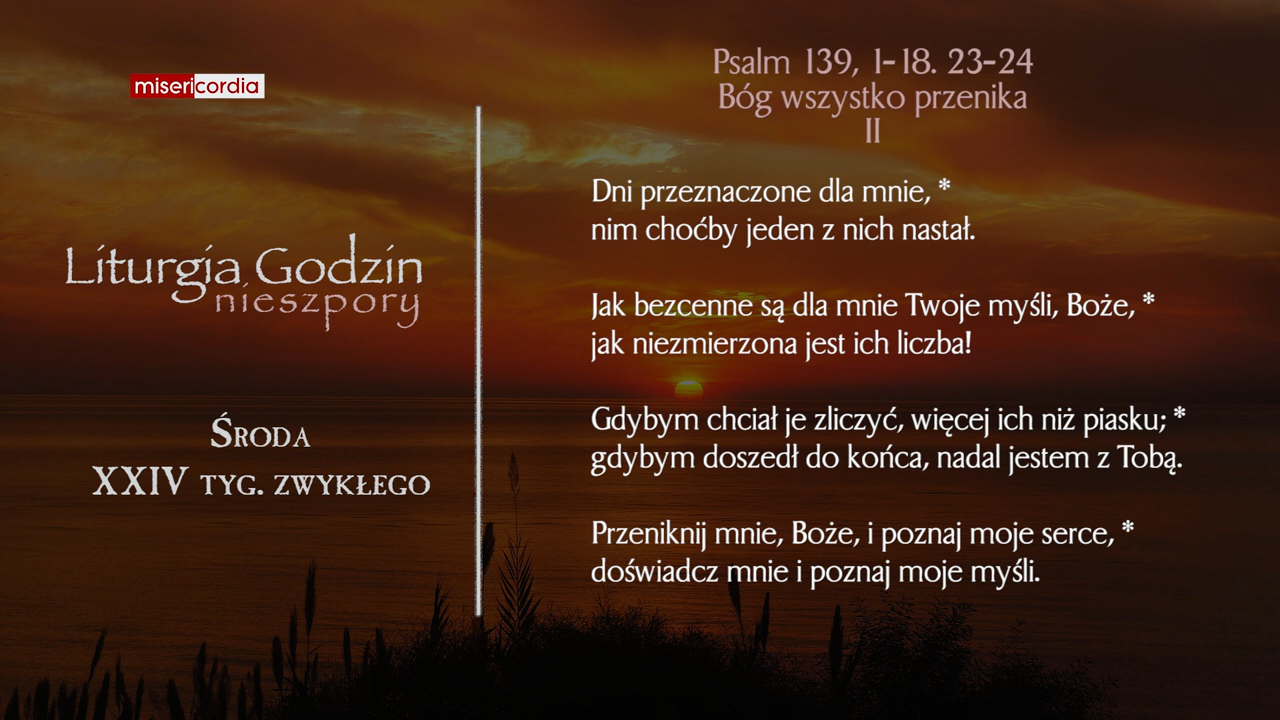 misericordia
Liturgia Godzin
nieszpory
Środa
XXIV tyg. zwykłego
Psalm 139, 1-18. 23-24
Bóg wszystko przenika
II
Dni przeznaczone dla mnie, *
nim choćby jeden z nich nastał.
Jak bezcenne są dla mnie Twoje myśli, Boże, *
jak niezmierzona jest ich liczba!
Gdybym chciał je zliczyć, więcej ich niż piasku; *
gdybym doszedł do końca, nadal jestem z Tobą.
Przeniknij mnie, Boże, i poznaj moje serce, *
doświadcz mnie i poznaj moje myśli.